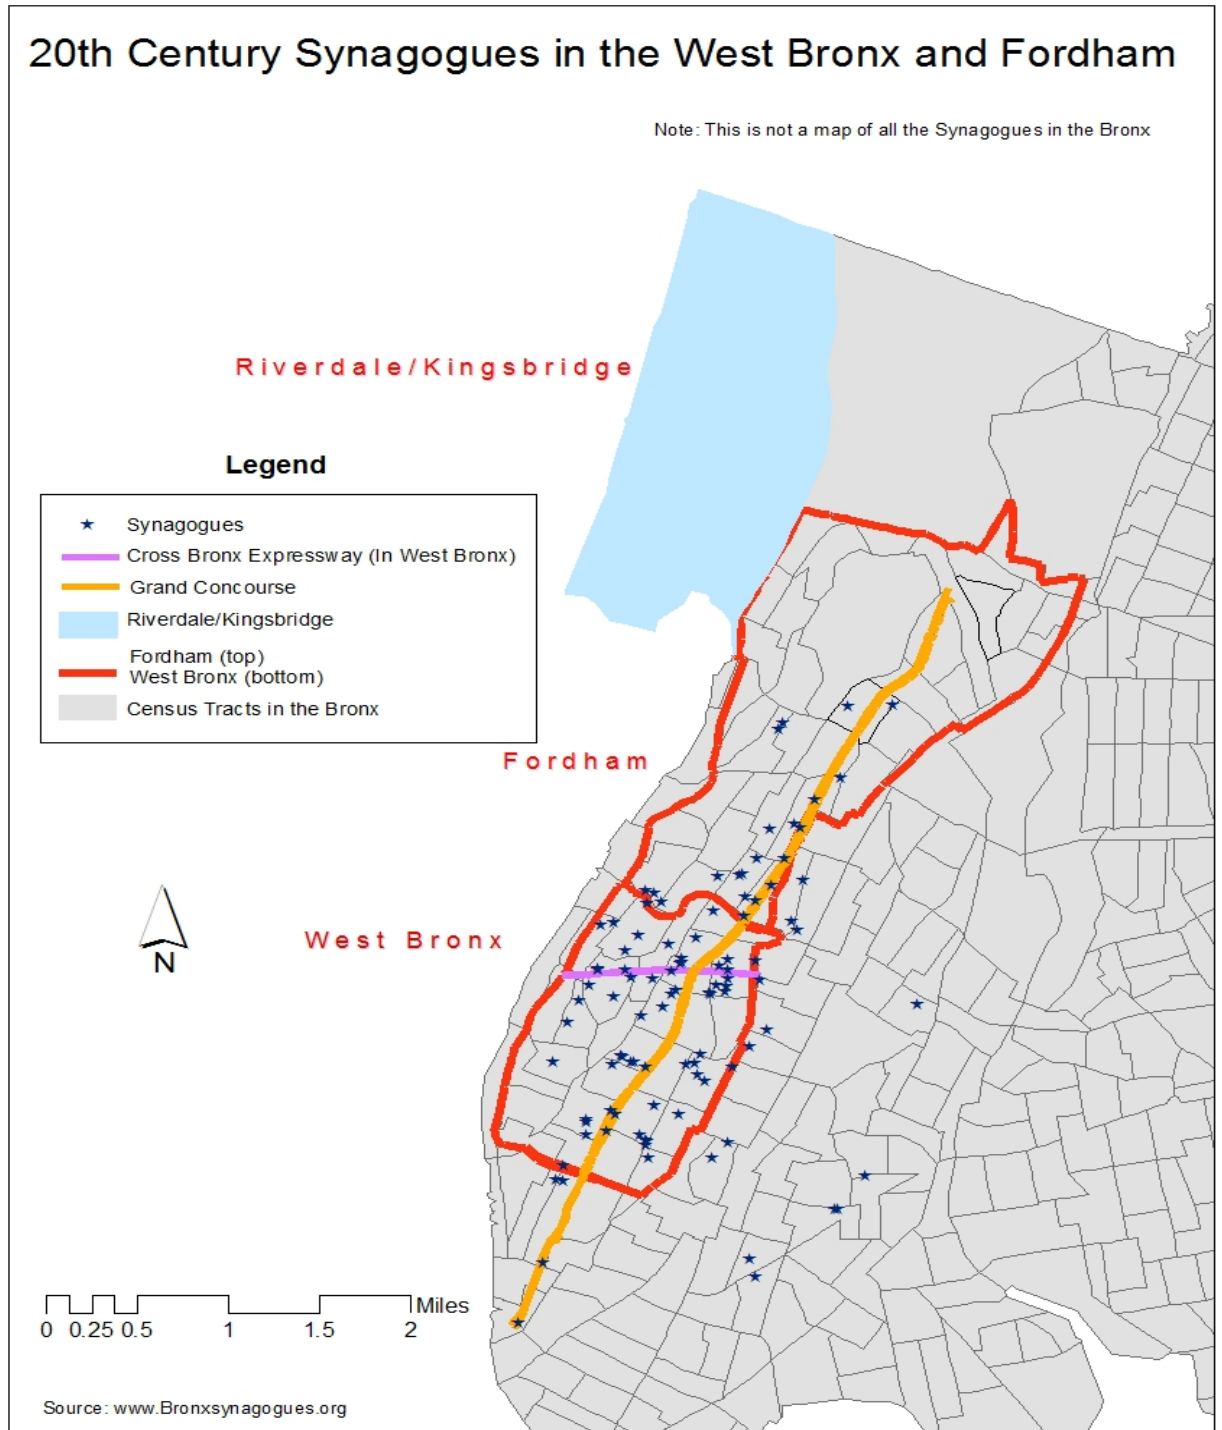 20th Century Synagogues in the West Bronx and Fordham
Note: This is not a map of all the Synagogues in the Bronx
Riverdale/Kingsbridge
Legend
Synagogues
Cross Bronx Expressway (In West Bronx)
Grand Concourse
Riverdale/Kingsbridge
Fordham (top)
West Bronx (bottom)
Census Tracts in the Bronx
Fordham
West Bronx
N
Miles
0 0.25 0.5 1 1.5 2
Source: www.Bronxsynagogues.org